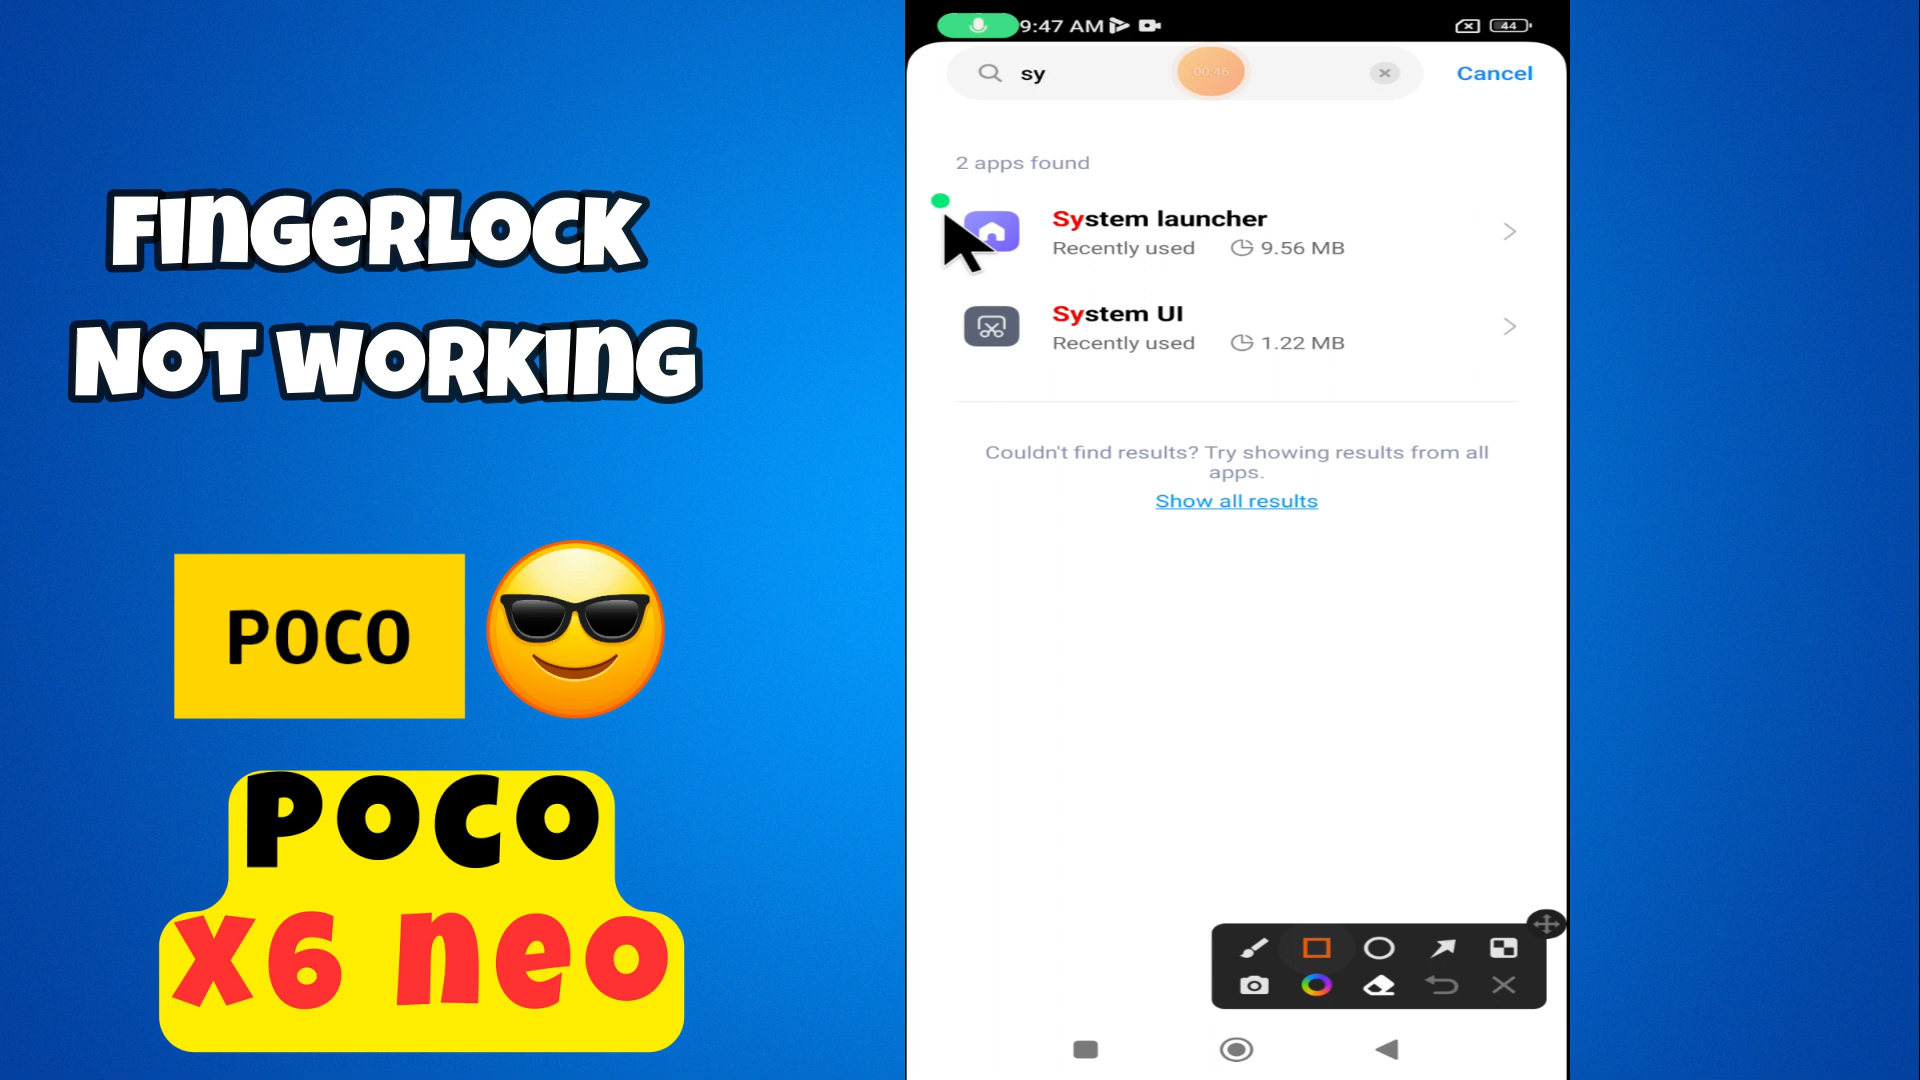 FINGERLOCK
NOT WORKING
POCO
POCO
X6 neo
9:47 AM
44
sy
00:46
Cancel
2 apps found
System launcher
Recently used 9.56 MB
System UI
Recently used 1.22 MB
Couldn't find results? Try showing results from all
apps.
Show all results